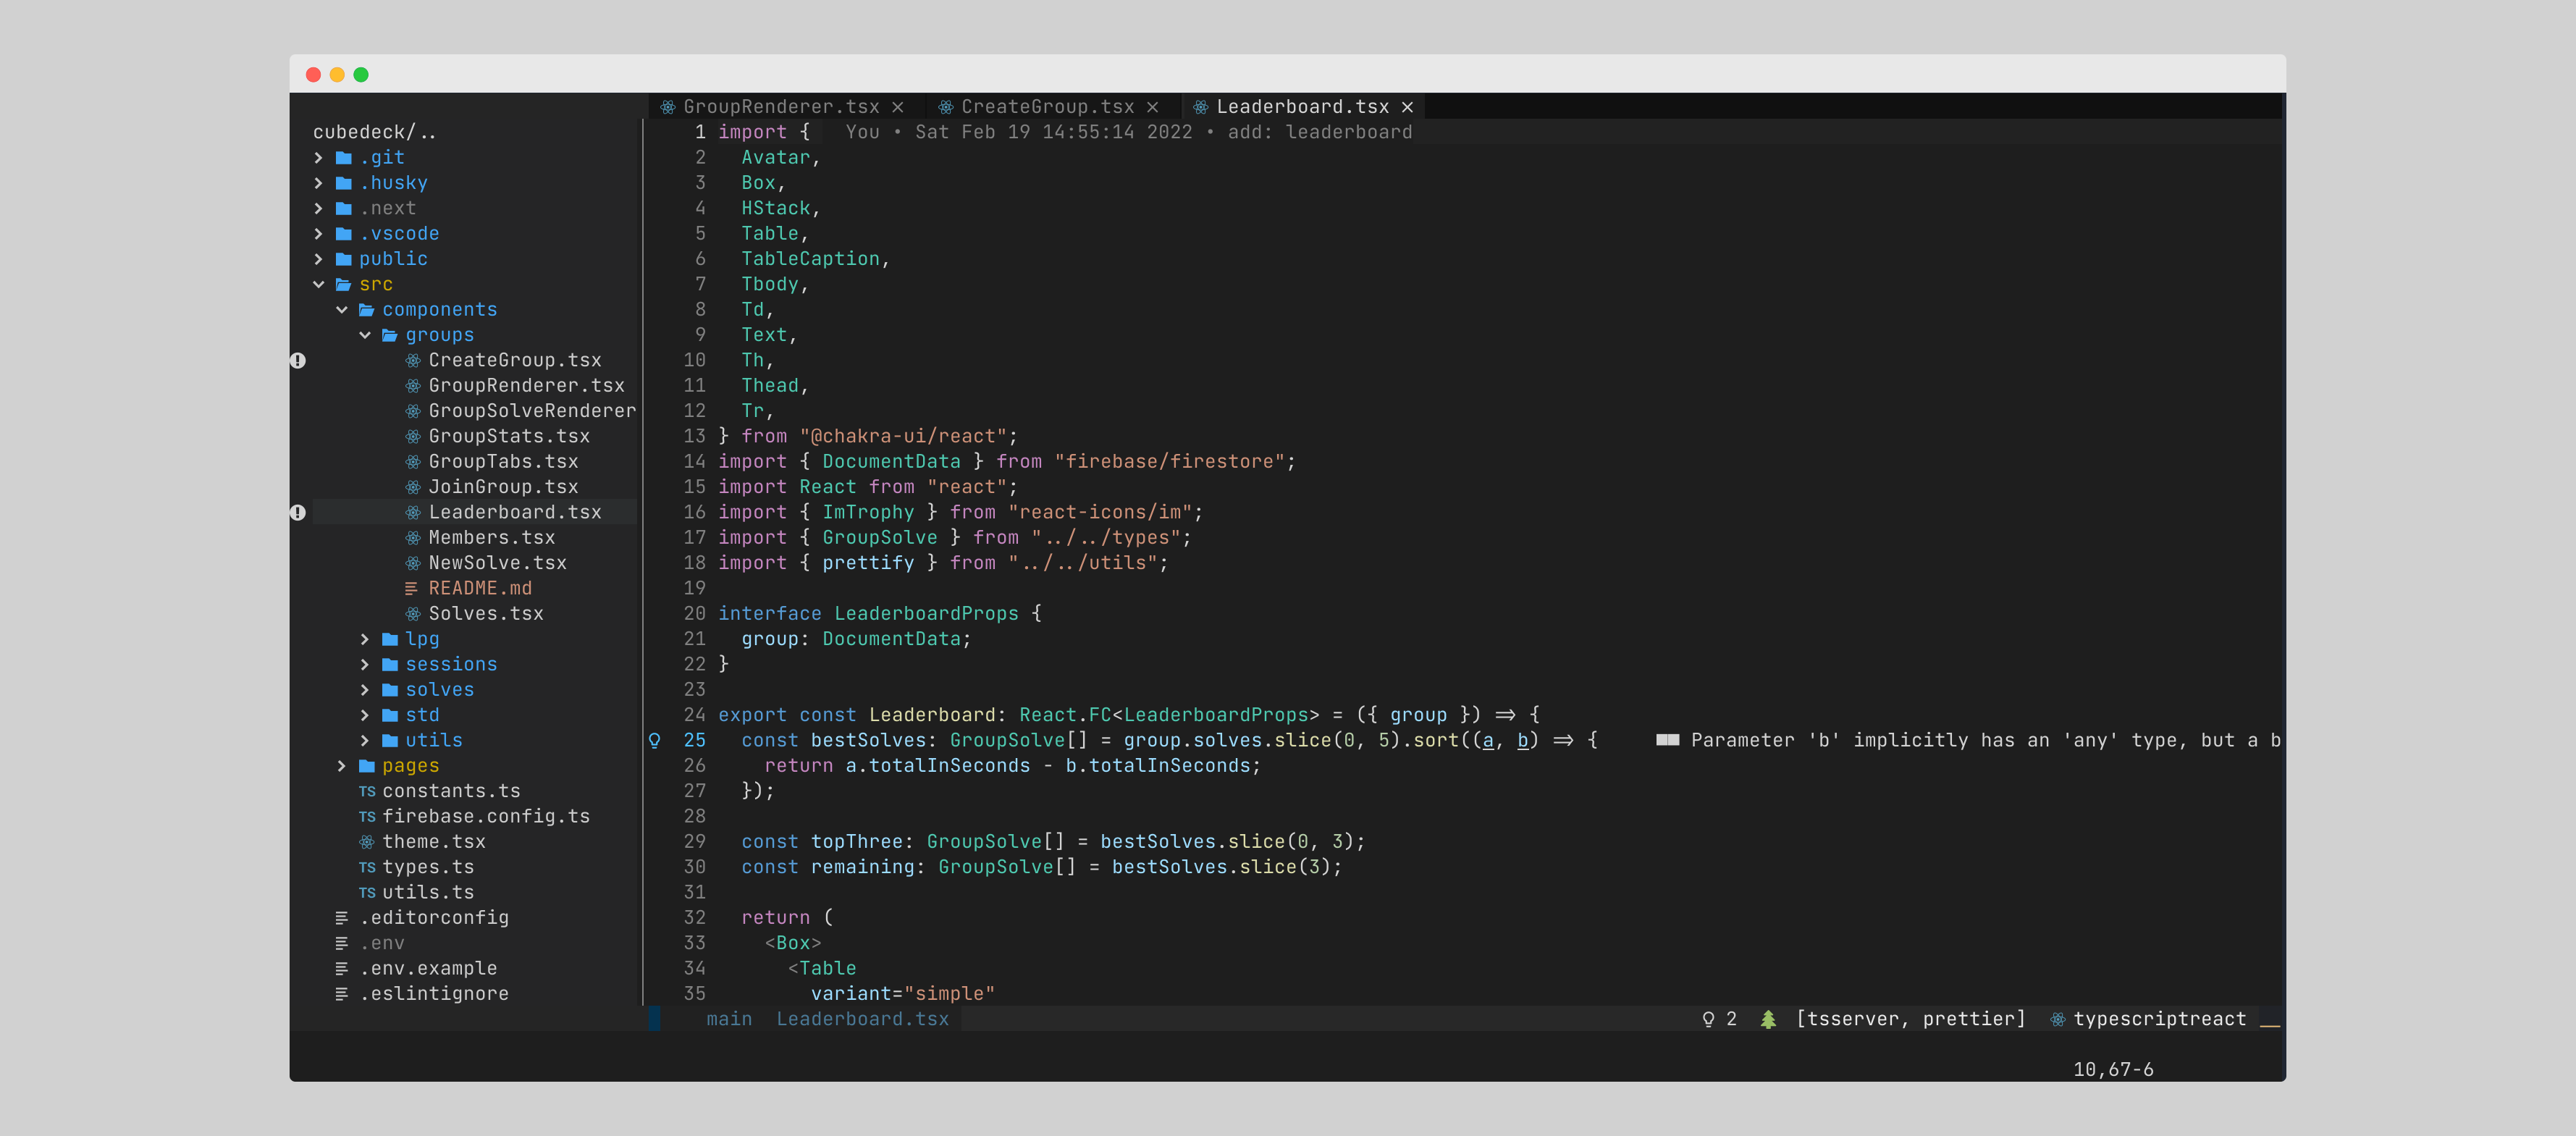 GroupRenderer.tsx × CreateGroup.tsx × Leaderboard.tsx ×
cubedeck/..
.git
.husky
.next
.vscode
public
src
components
groups
CreateGroup.tsx
GroupRenderer.tsx
GroupSolveRenderer
GroupStats.tsx
GroupTabs.tsx
JoinGroup.tsx
Leaderboard.tsx
Members.tsx
NewSolve.tsx
README.md
Solves.tsx
lpg
sessions
solves
std
utils
pages
TS constants.ts
TS firebase.config.ts
theme.tsx
TS types.ts
TS utils.ts
.editorconfig
.env
.env.example
.eslintignore
1 import { You • Sat Feb 19 14:55:14 2022 • add: leaderboard
2 Avatar,
3 Box,
4 HStack,
5 Table,
6 TableCaption,
7 Tbody,
8 Td,
9 Text,
10 Th,
11 Thead,
12 Tr,
13 } from "@chakra-ui/react";
14 import { DocumentData } from "firebase/firestore";
15 import React from "react";
16 import { ImTrophy } from "react-icons/im";
17 import { GroupSolve } from "../../types";
18 import { prettify } from "../../utils";
19
20 interface LeaderboardProps {
21 group: DocumentData;
22 }
23
24 export const Leaderboard: React.FC<LeaderboardProps> = ({ group }) => {
25 const bestSolves: GroupSolve[] = group.solves.slice(0, 5).sort((a, b) => { ■■ Parameter 'b' implicitly has an 'any' type, but a b
26 return a.totalInSeconds - b.totalInSeconds;
27 });
28
29 const topThree: GroupSolve[] = bestSolves.slice(0, 3);
30 const remaining: GroupSolve[] = bestSolves.slice(3);
31
32 return (
33 <Box>
34 <Table
35 variant="simple"
main Leaderboard.tsx 2 [tsserver, prettier] typescriptreact
10,67-6